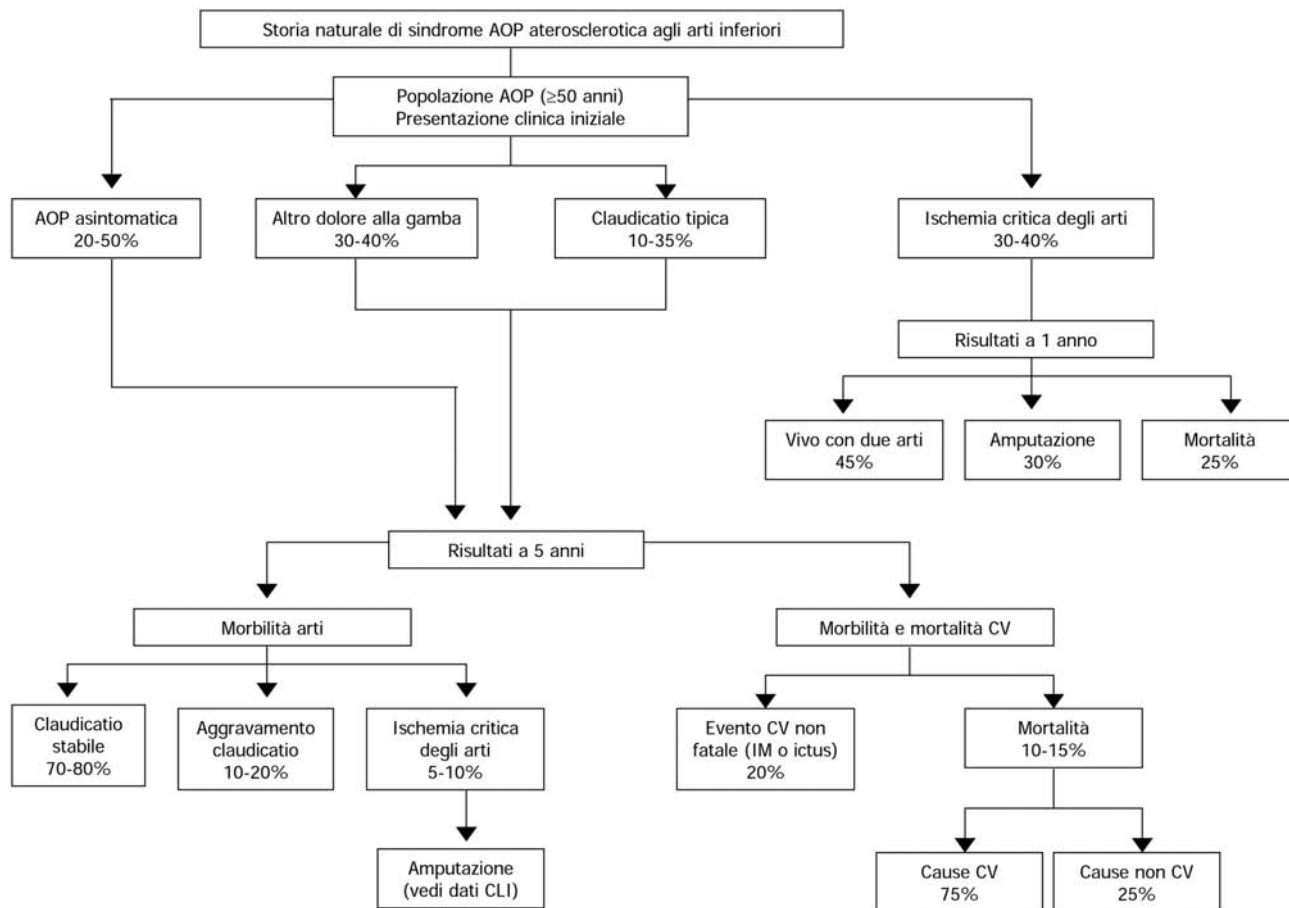 Storia naturale di sindrome AOP aterosclerotica agli arti inferiori
Popolazione AOP (≥50 anni)
Presentazione clinica iniziale
AOP asintomatica
20-50%
Altro dolore alla gamba
30-40%
Claudicatio tipica
10-35%
Ischemia critica degli arti
30-40%
Risultati a 1 anno
Vivo con due arti
45%
Amputazione
30%
Mortalità
25%
Risultati a 5 anni
Morbilità arti
Morbilità e mortalità CV
Claudicatio
stabile
70-80%
Aggravamento
claudicatio
10-20%
Ischemia critica
degli arti
5-10%
Evento CV non
fatale (IM o ictus)
20%
Mortalità
10-15%
Amputazione
(vedi dati CLI)
Cause CV
75%
Cause non CV
25%